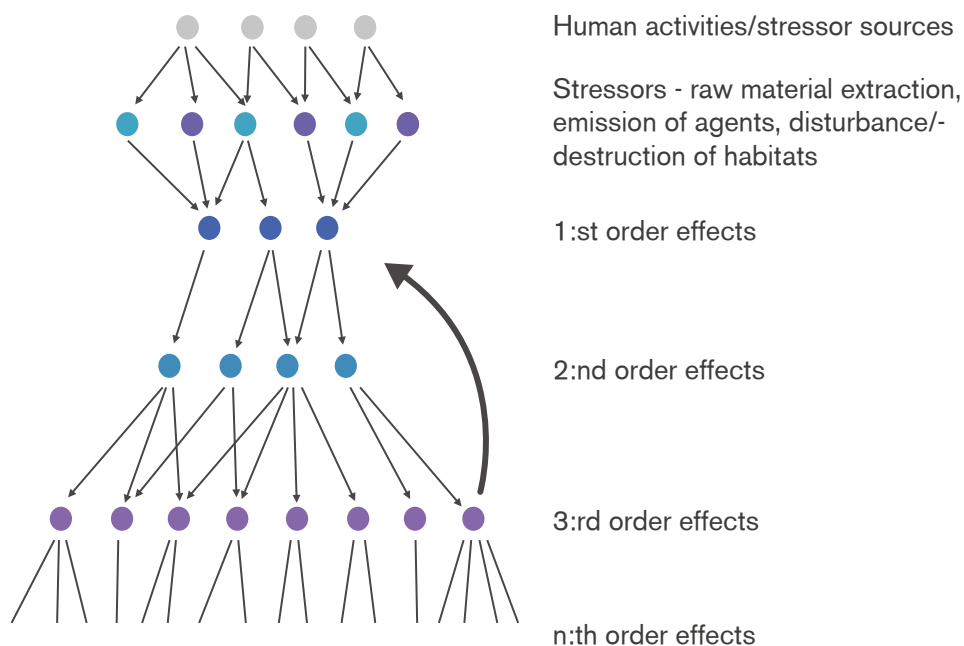 Human activities/stressor sources
Stressors - raw material extraction,
emission of agents, disturbance/-
destruction of habitats
1:st order effects
2:nd order effects
3:rd order effects
n:th order effects